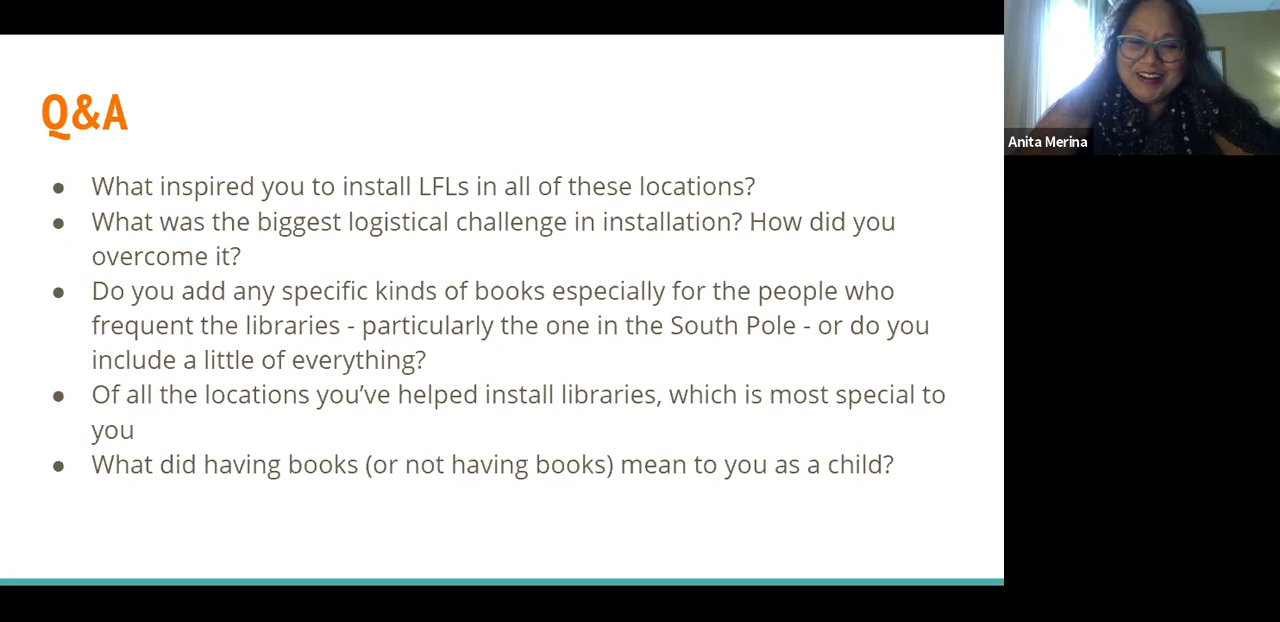 Q&A
● What inspired you to install LFLs in all of these locations?
● What was the biggest logistical challenge in installation? How did you
overcome it?
● Do you add any specific kinds of books especially for the people who
frequent the libraries - particularly the one in the South Pole - or do you
include a little of everything?
● Of all the locations you’ve helped install libraries, which is most special to
you
● What did having books (or not having books) mean to you as a child?
Anita Merina